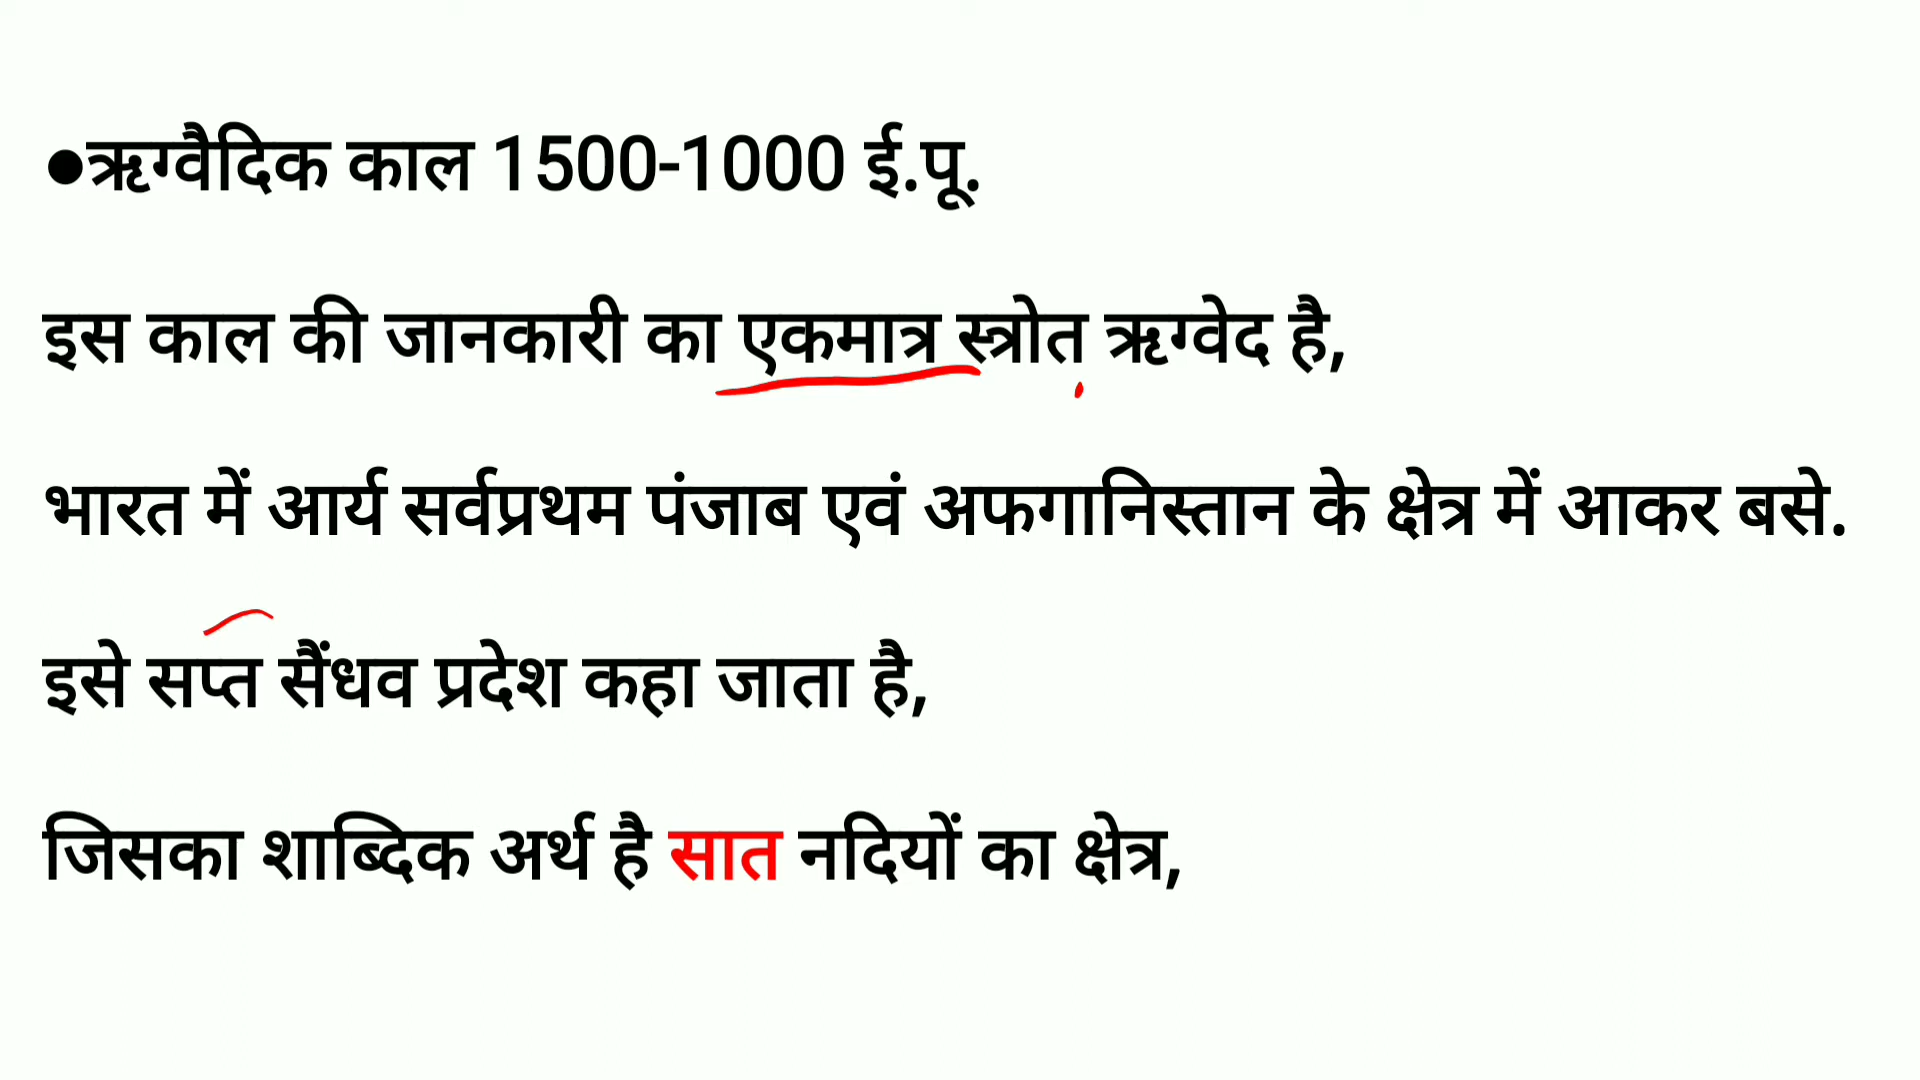 ●ऋग्वैदिक काल 1500-1000 ई.पू.
इस काल की जानकारी का एकमात्र स्त्रोत ऋग्वेद है,
भारत में आर्य सर्वप्रथम पंजाब एवं अफगानिस्तान के क्षेत्र में आकर बसे.
इसे सप्त सैंधव प्रदेश कहा जाता है,
जिसका शाब्दिक अर्थ है सात नदियों का क्षेत्र,